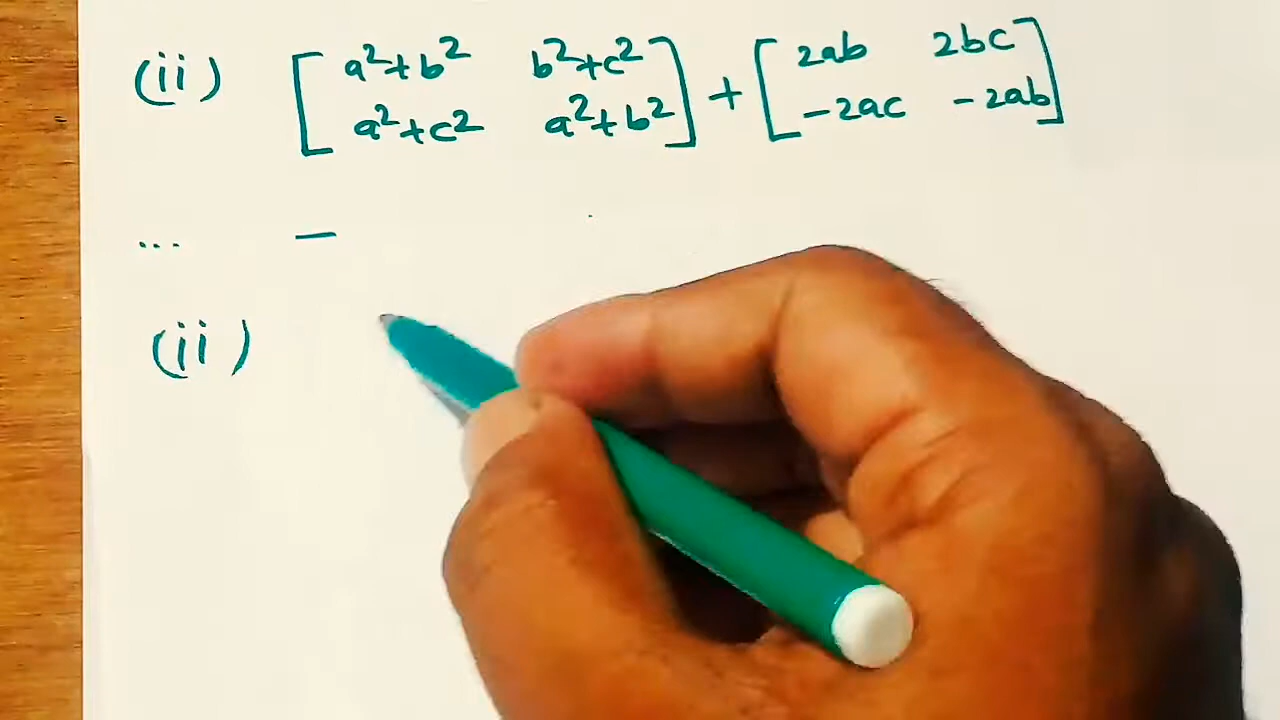 (ii) [ a²+b² b²+c² ] + [ 2ab 2bc ]
[ a²+c² a²+b² ] [ -2ac -2ab ]
... —
(ii)